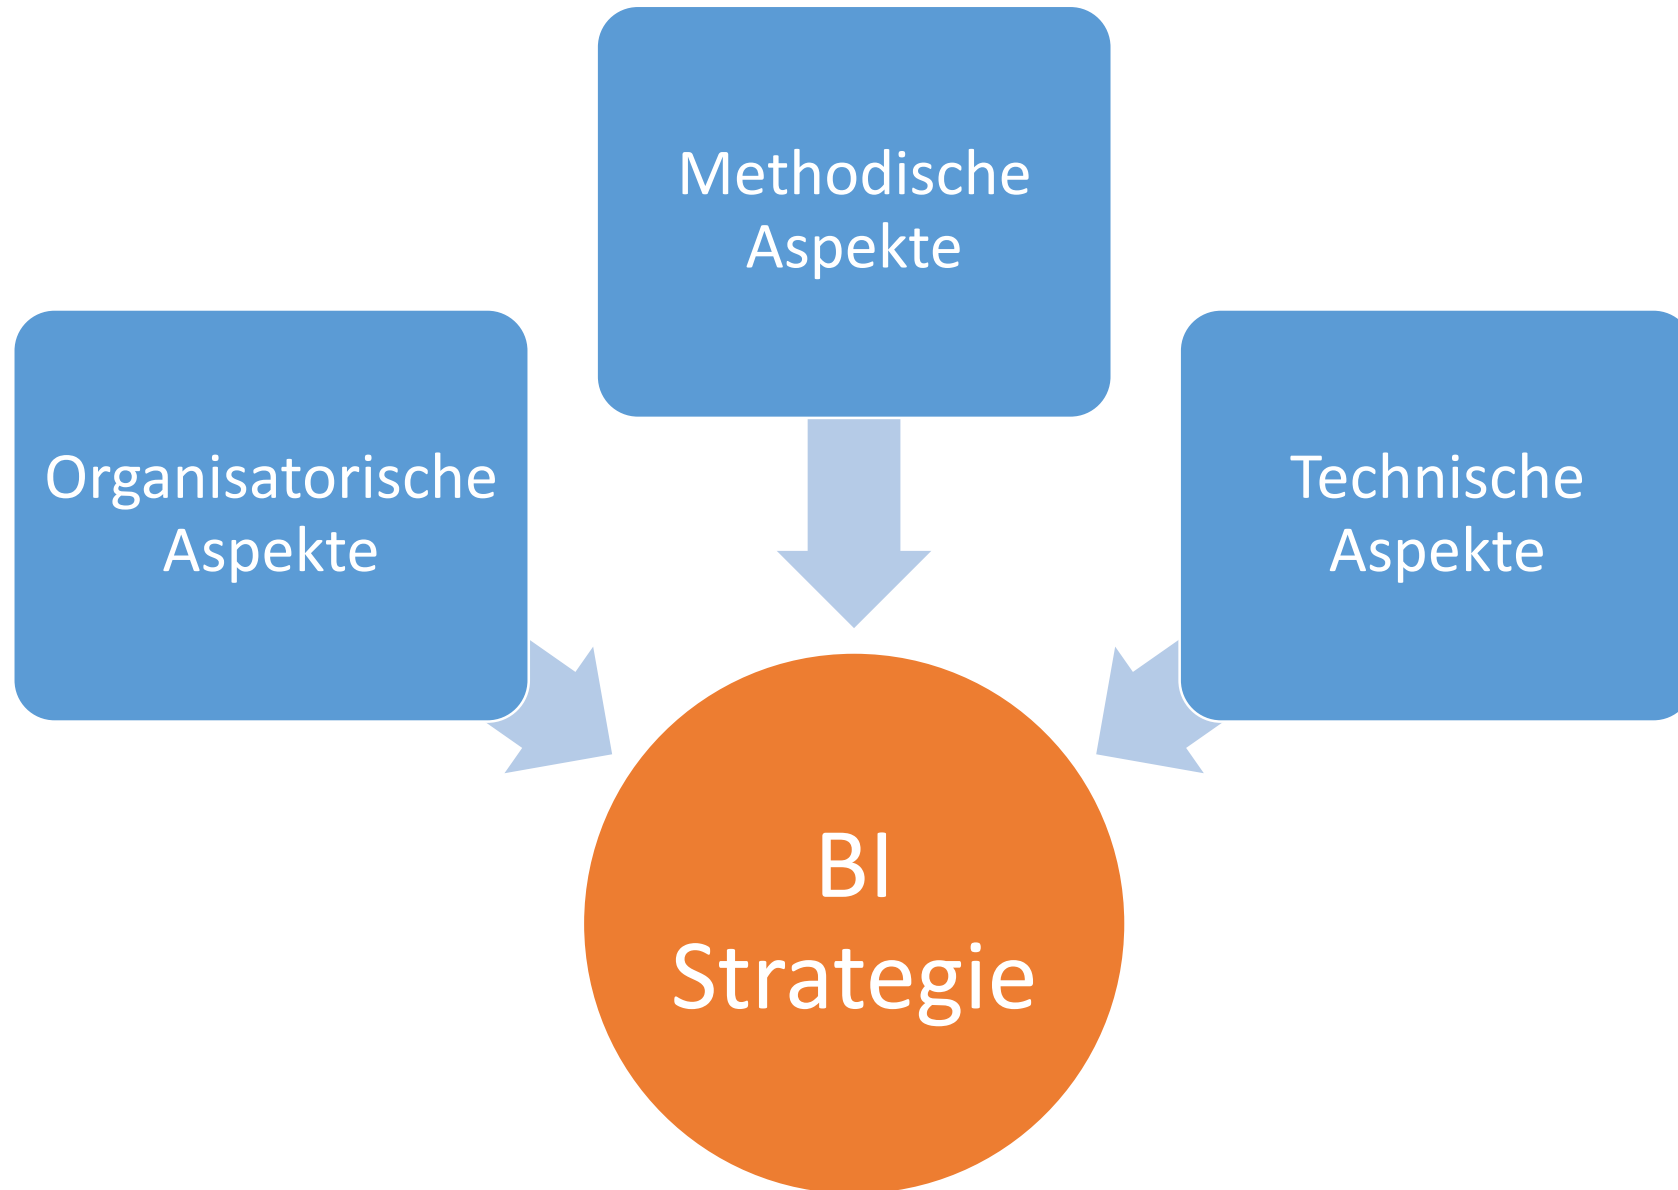 Methodische
Aspekte
Organisatorische
Aspekte
Technische
Aspekte
BI
Strategie